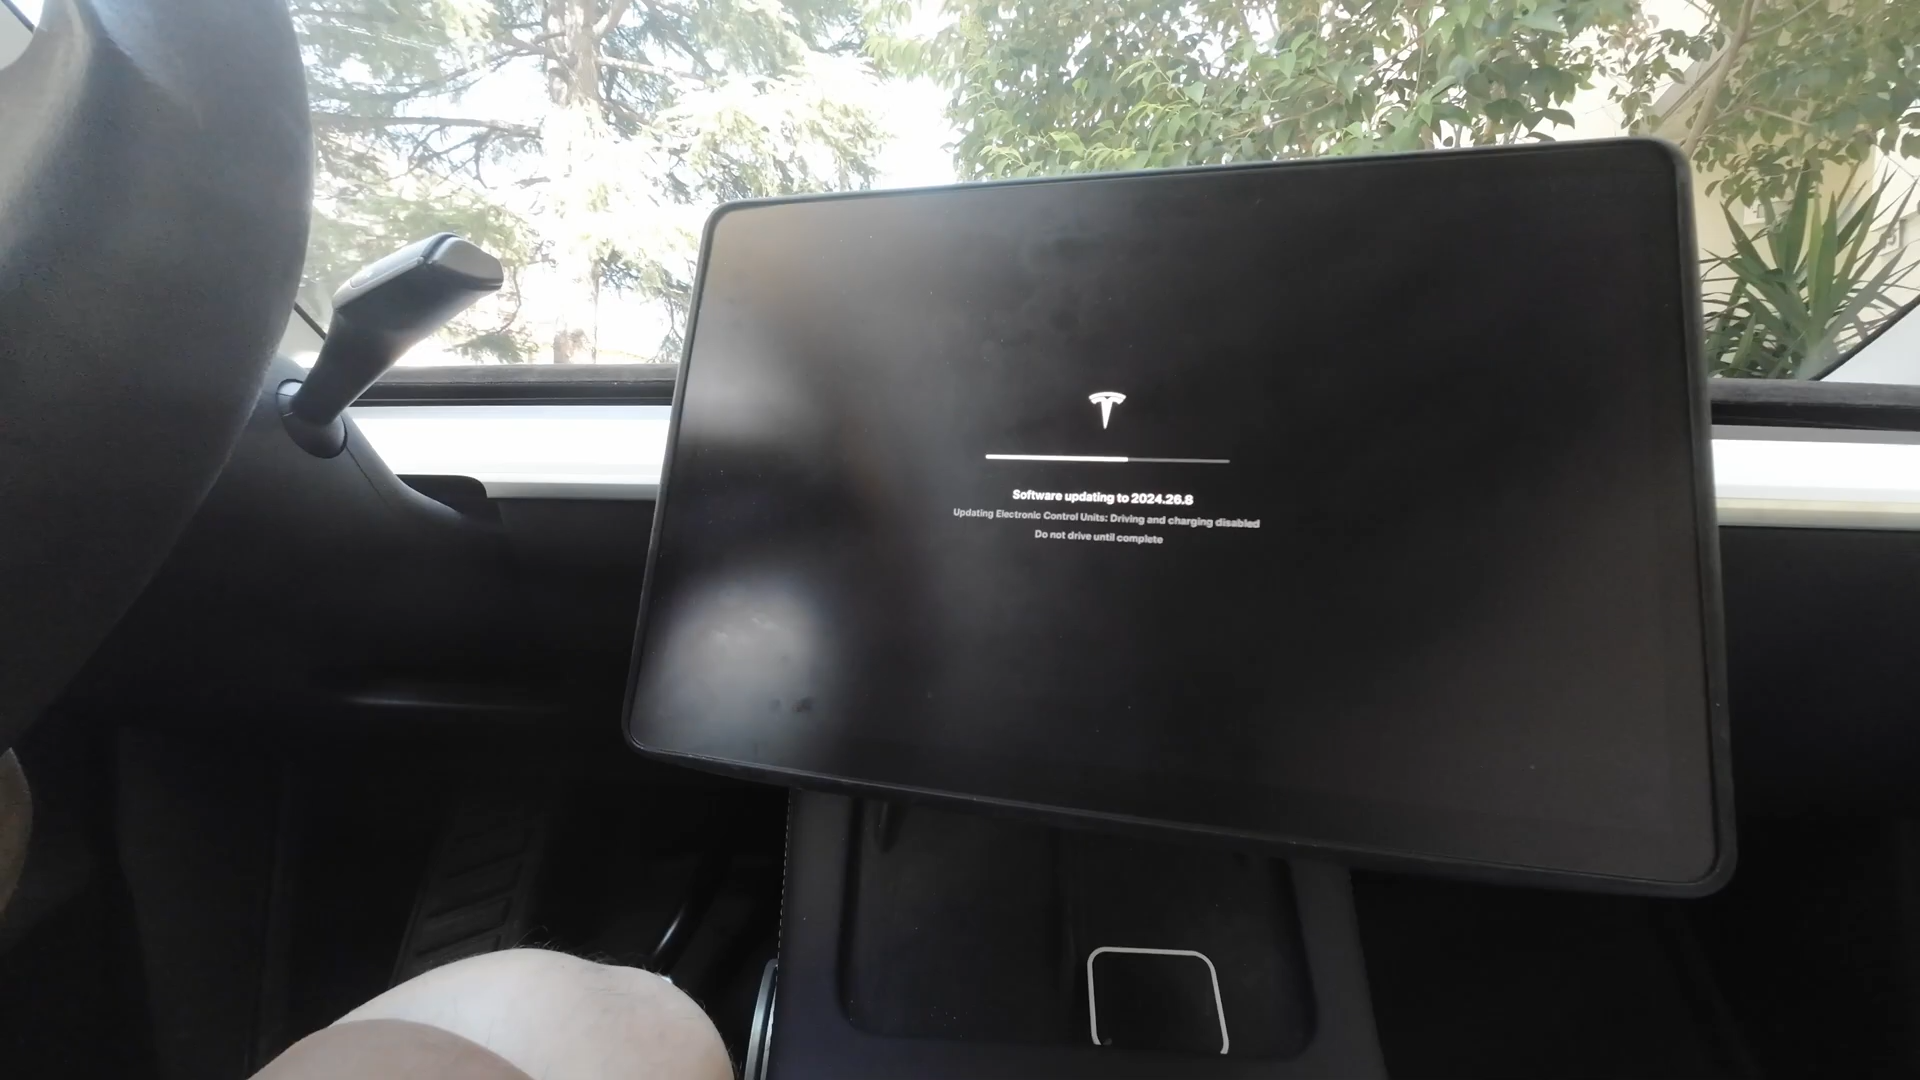 Software updating to 2024.26.8
Updating Electronic Control Units: Driving and charging disabled
Do not drive until complete